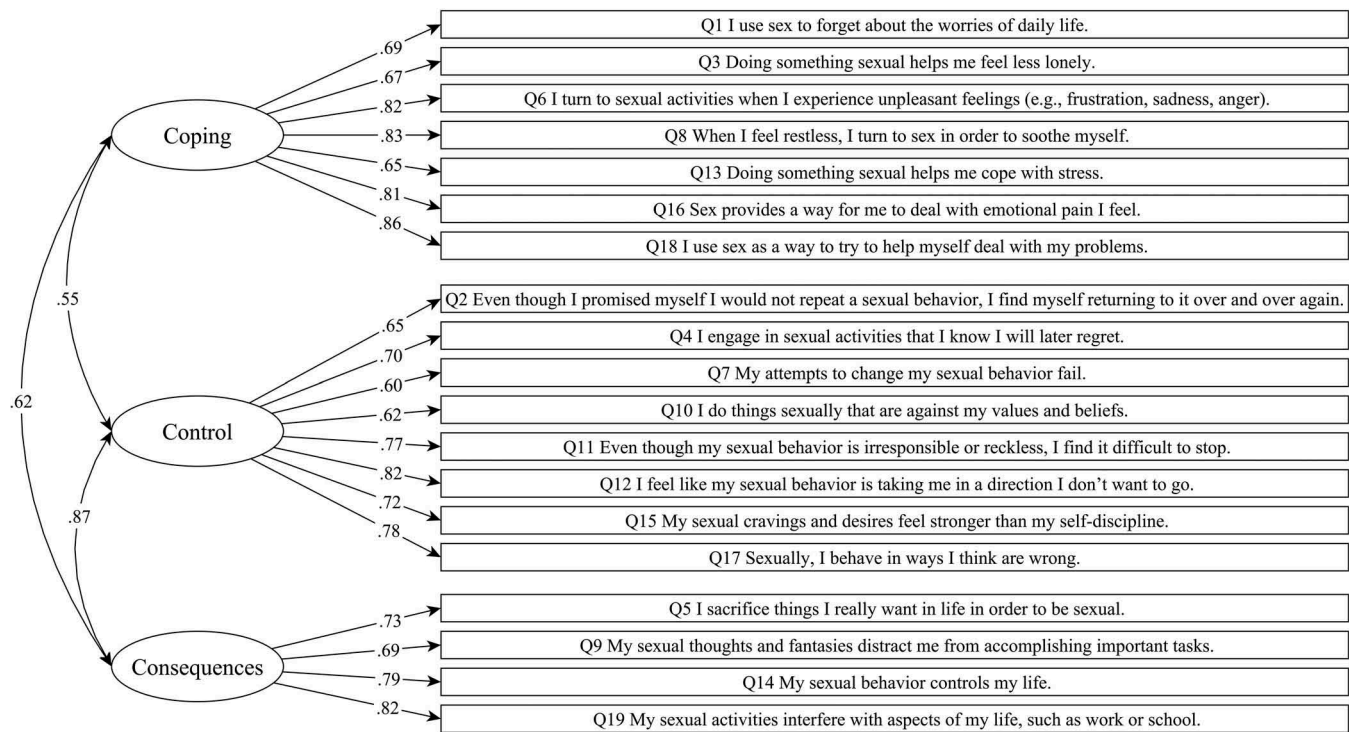 Coping
.69
Q1 I use sex to forget about the worries of daily life.
.67
Q3 Doing something sexual helps me feel less lonely.
.82
Q6 I turn to sexual activities when I experience unpleasant feelings (e.g., frustration, sadness, anger).
.83
Q8 When I feel restless, I turn to sex in order to soothe myself.
.65
Q13 Doing something sexual helps me cope with stress.
.81
Q16 Sex provides a way for me to deal with emotional pain I feel.
.86
Q18 I use sex as a way to try to help myself deal with my problems.
.55
.62
.87
Control
.65
Q2 Even though I promised myself I would not repeat a sexual behavior, I find myself returning to it over and over again.
.70
Q4 I engage in sexual activities that I know I will later regret.
.60
Q7 My attempts to change my sexual behavior fail.
.62
Q10 I do things sexually that are against my values and beliefs.
.77
Q11 Even though my sexual behavior is irresponsible or reckless, I find it difficult to stop.
.82
Q12 I feel like my sexual behavior is taking me in a direction I don’t want to go.
.72
Q15 My sexual cravings and desires feel stronger than my self-discipline.
.78
Q17 Sexually, I behave in ways I think are wrong.
Consequences
.73
Q5 I sacrifice things I really want in life in order to be sexual.
.69
Q9 My sexual thoughts and fantasies distract me from accomplishing important tasks.
.79
Q14 My sexual behavior controls my life.
.82
Q19 My sexual activities interfere with aspects of my life, such as work or school.